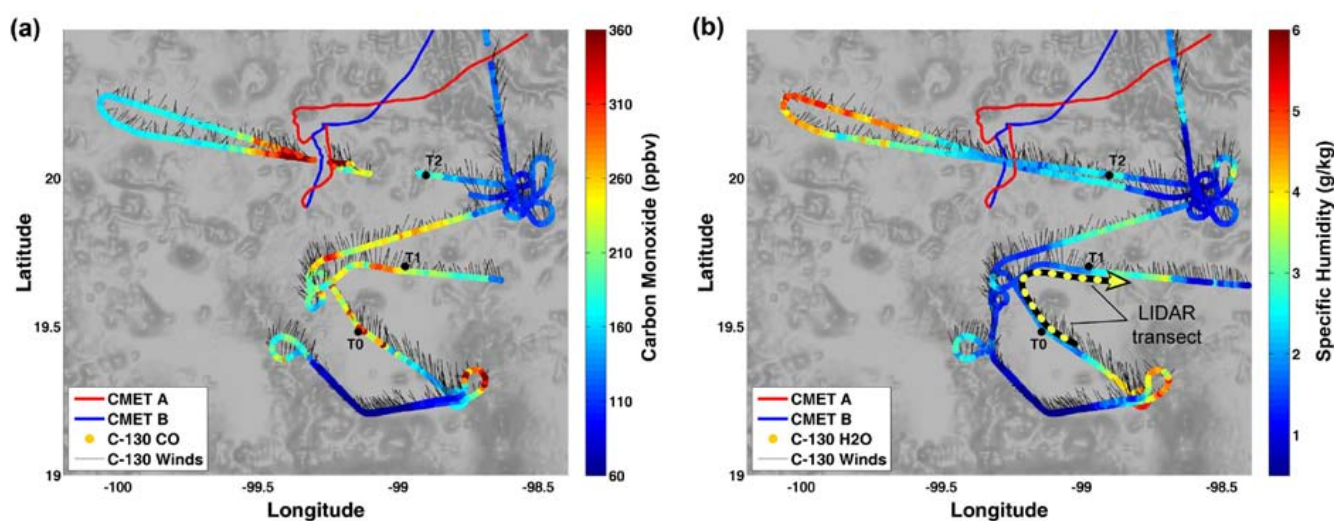 (a)
Latitude
20
19.5
19
-100
-99.5
-99
-98.5
Longitude
T2
T1
T0
CMET A
CMET B
C-130 CO
C-130 Winds
360
310
260
210
160
110
60
Carbon Monoxide (ppbv)
(b)
Latitude
20
19.5
19
-100
-99.5
-99
-98.5
Longitude
T2
T1
T0
LIDAR
transect
CMET A
CMET B
C-130 H2O
C-130 Winds
6
5
4
3
2
1
Specific Humidity (g/kg)